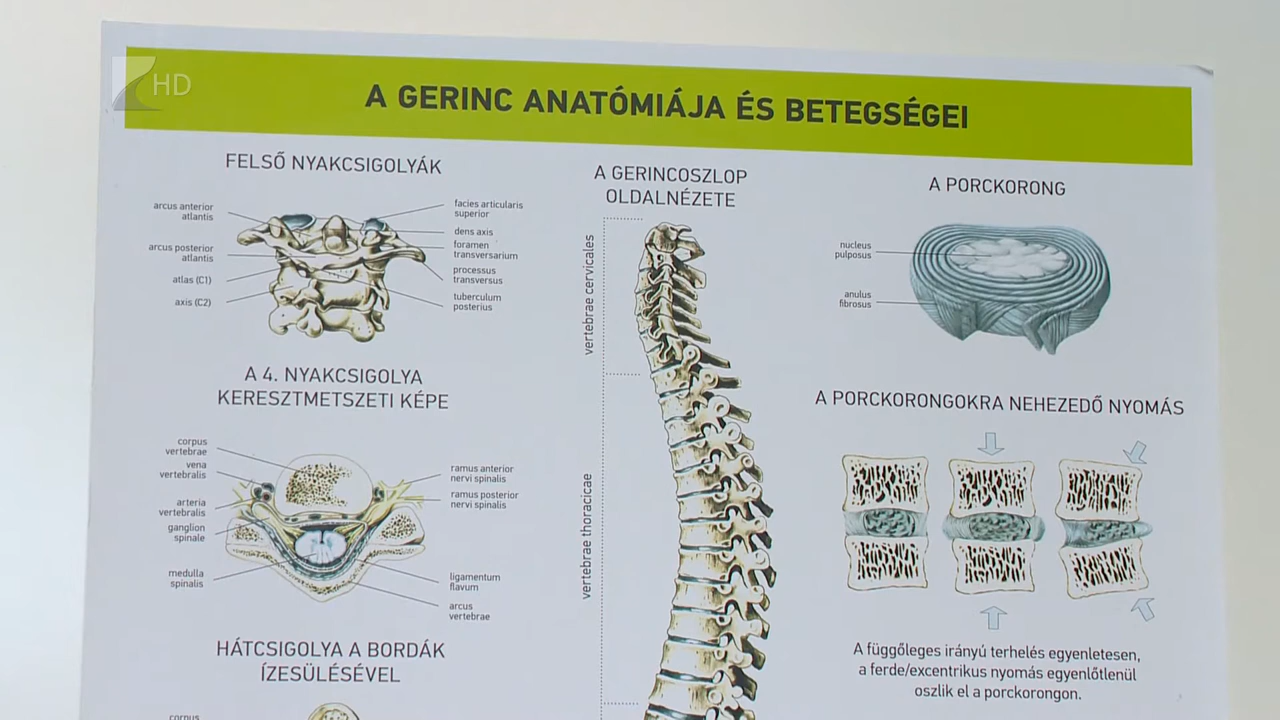 HD
A GERINC ANATÓMIÁJA ÉS BETEGSÉGEI
FELSŐ NYAKCSIGOLYÁK
arcus anterior
atlantis
arcus posterior
atlantis
atlas (C1)
axis (C2)
facies articularis
superior
dens axis
foramen
transversarium
processus
transversus
tuberculum
posterius
A 4. NYAKCSIGOLYA
KERESZTMETSZETI KÉPE
corpus
vertebrae
vena
vertebralis
arteria
vertebralis
ganglion
spinale
medulla
spinalis
ramus anterior
nervi spinalis
ramus posterior
nervi spinalis
ligamentum
flavum
arcus
vertebrae
HÁTCSIGOLYA A BORDÁK
ÍZESÜLÉSÉVEL
corpus
A GERINCOSZLOP
OLDALNÉZETE
vertebrae cervicales
vertebrae thoracicae
A PORCKORONG
nucleus
pulposus
anulus
fibrosus
A PORCKORONGOKRA NEHEZEDŐ NYOMÁS
A függőleges irányú terhelés egyenletesen,
a ferde/excentrikus nyomás egyenlőtlenül
oszlik el a porckorongon.